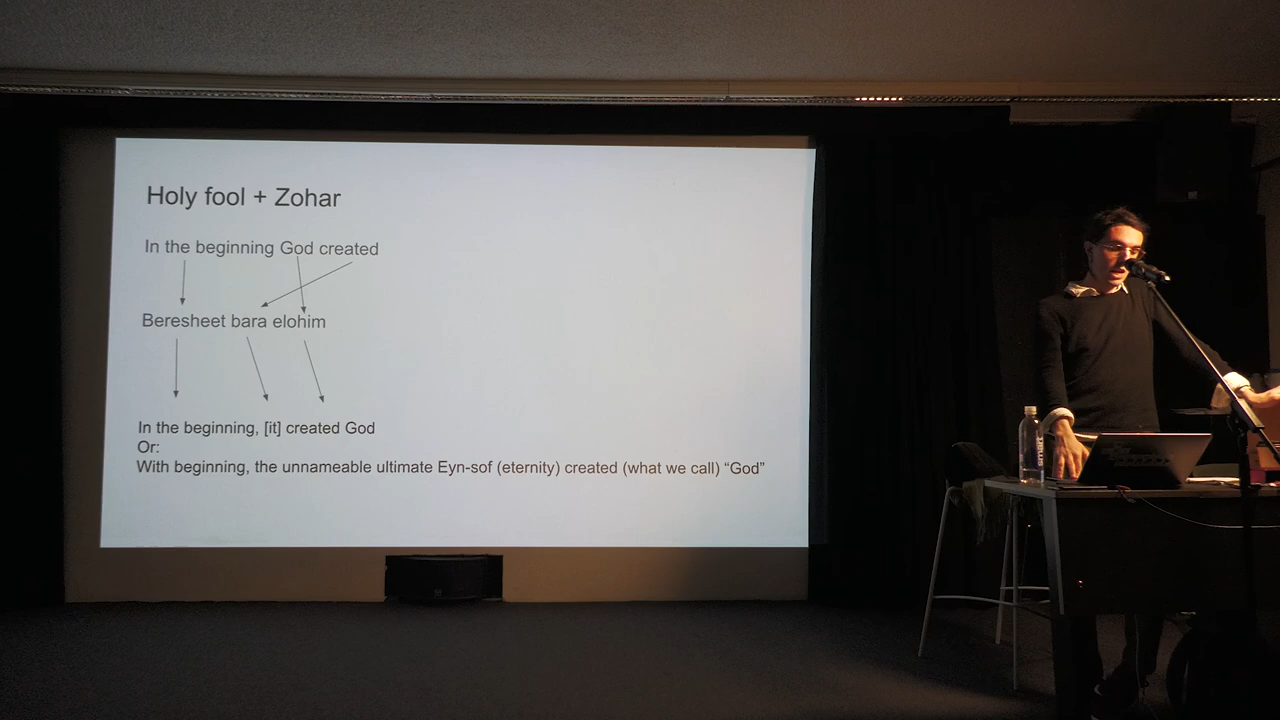 Holy fool + Zohar
In the beginning God created
Beresheet bara elohim
In the beginning, [it] created God
Or:
With beginning, the unnameable ultimate Eyn-sof (eternity) created (what we call) “God”